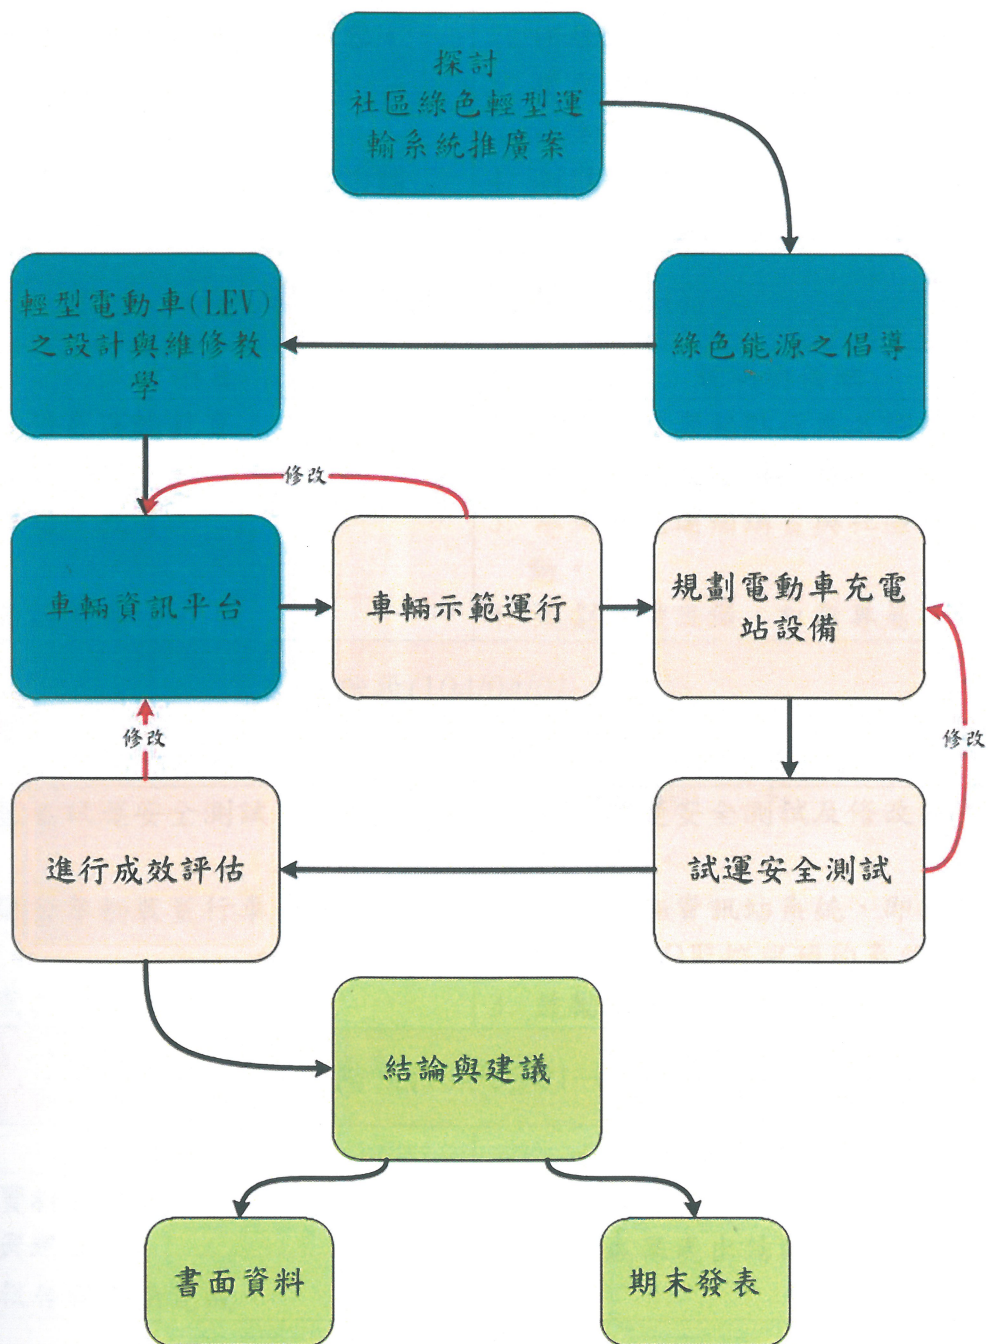 探討
社區綠色輕型運
輸系統推廣案
輕型電動車(LEV)
之設計與維修教
學
綠色能源之倡導
修改
車輛資訊平台
車輛示範運行
規劃電動車充電
站設備
修改
修改
進行成效評估
試運安全測試
結論與建議
書面資料
期末發表